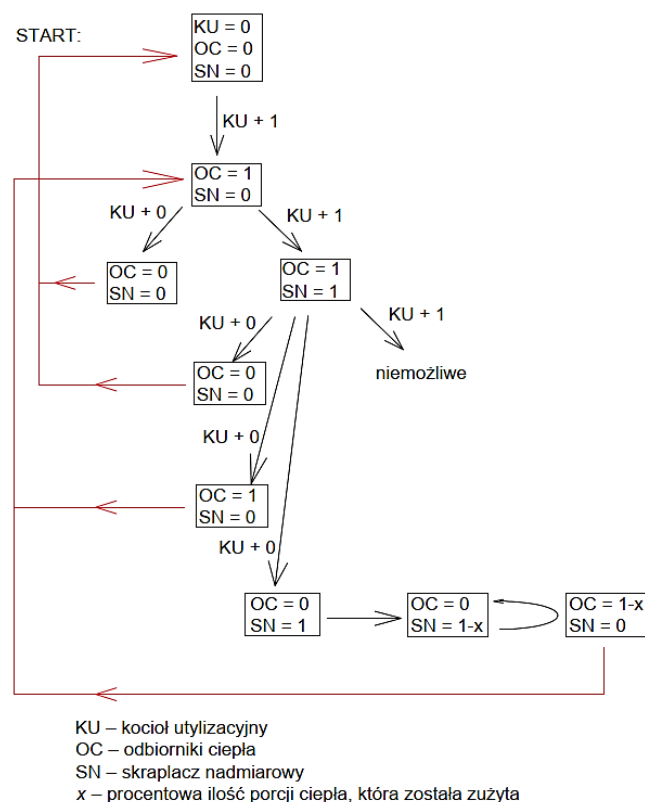 START:
KU = 0
OC = 0
SN = 0
KU + 1
OC = 1
SN = 0
KU + 0
KU + 1
OC = 0
SN = 0
OC = 1
SN = 1
KU + 0
KU + 1
niemożliwe
OC = 0
SN = 0
KU + 0
OC = 1
SN = 0
KU + 0
OC = 0
SN = 1
OC = 0
SN = 1-x
OC = 1-x
SN = 0
KU – kocioł utylizacyjny
OC – odbiorniki ciepła
SN – skraplacz nadmiarowy
x – procentowa ilość porcji ciepła, która została zużyta